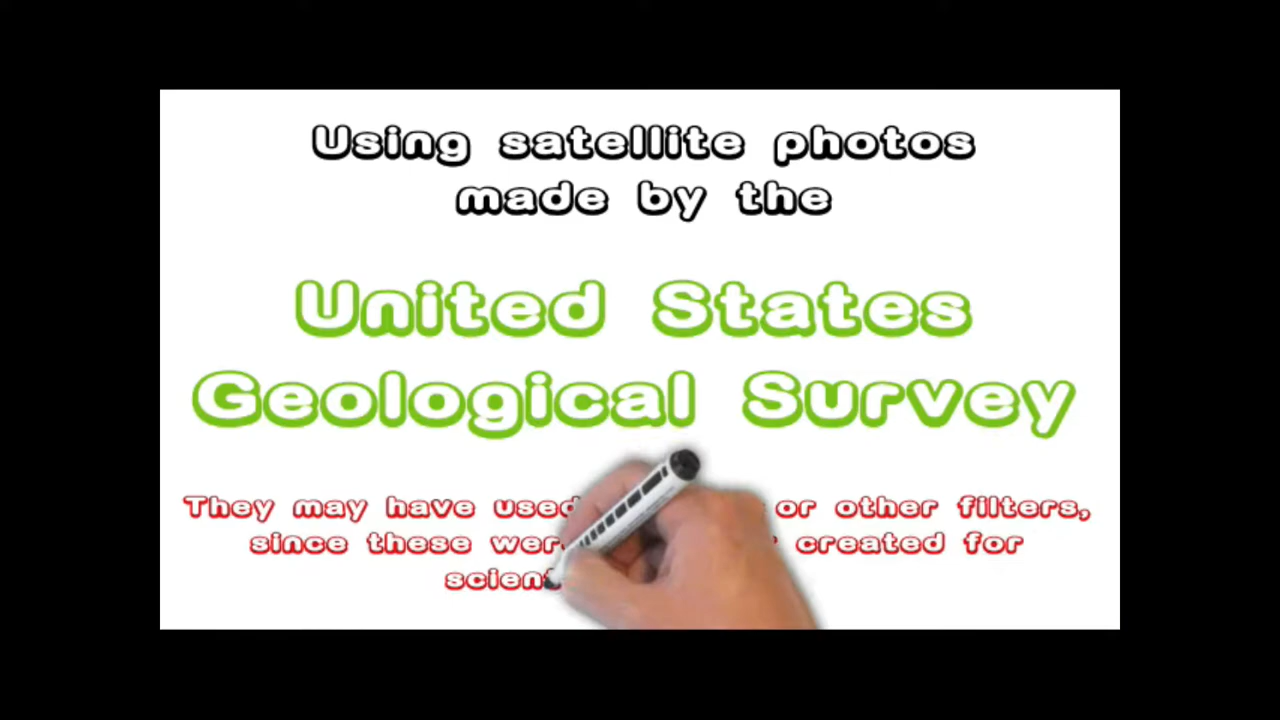 Using satellite photos
made by the
United States
Geological Survey
They may have used or other filters,
since these were created for
scient